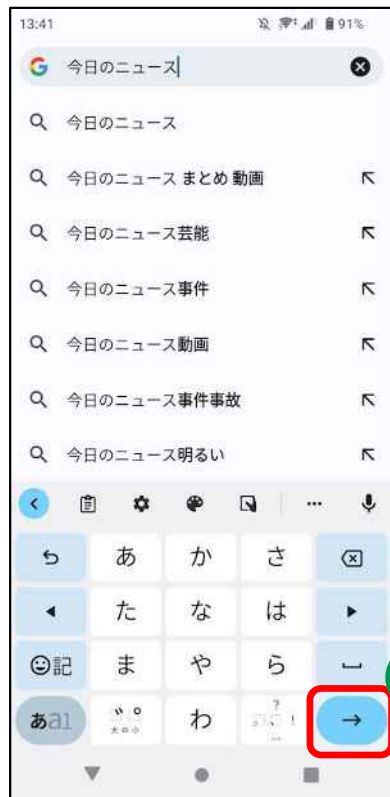 13:41 91%
今日のニュース
今日のニュース
今日のニュース まとめ 動画
今日のニュース芸能
今日のニュース事件
今日のニュース動画
今日のニュース事件事故
今日のニュース明るい
あ か さ
た な は
記 ま や ら
あa1 大⇔小 わ 、。?!…